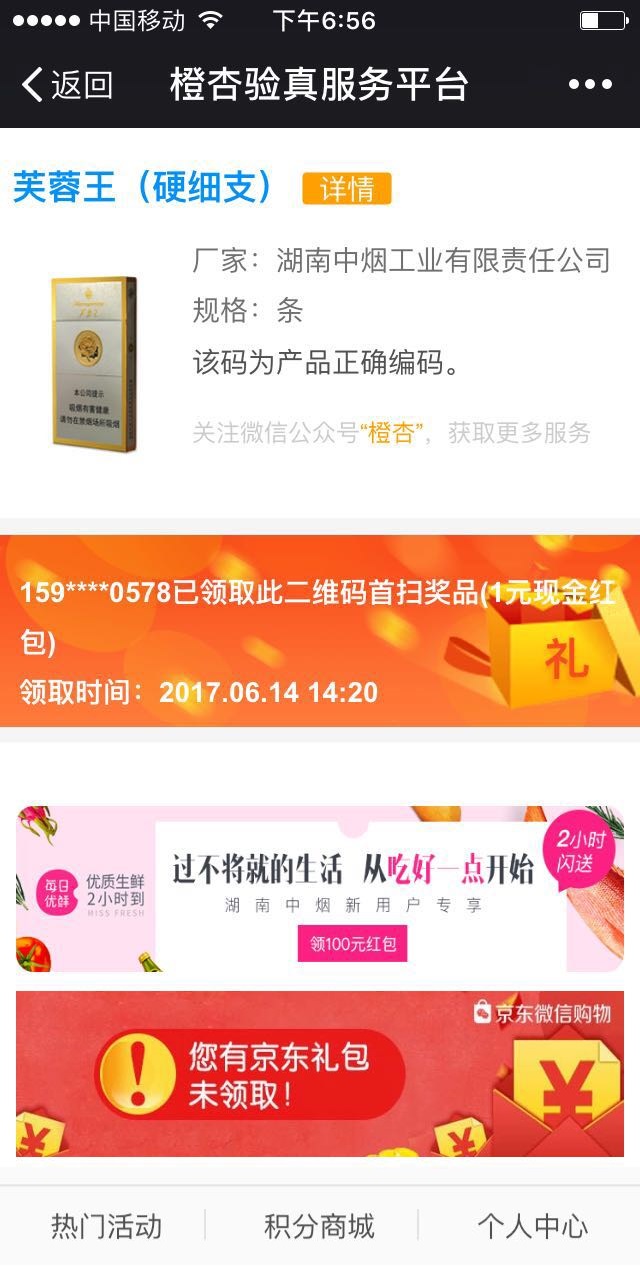 中国移动
下午6:56
返回
橙杏验真服务平台
芙蓉王（硬细支）
详情
厂家：湖南中烟工业有限责任公司
规格：条
该码为产品正确编码。
关注微信公众号“橙杏”，获取更多服务
本公司提示
吸烟有害健康
请勿在禁烟场所吸烟
159****0578已领取此二维码首扫奖品(1元现金红
包)
领取时间：2017.06.14 14:20
礼
每日
优鲜
优质生鲜
2小时到
MISS FRESH
过不将就的生活 从吃好一点开始
湖南中烟新用户专享
领100元红包
2小时
闪送
京东微信购物
您有京东礼包
未领取！
热门活动
积分商城
个人中心